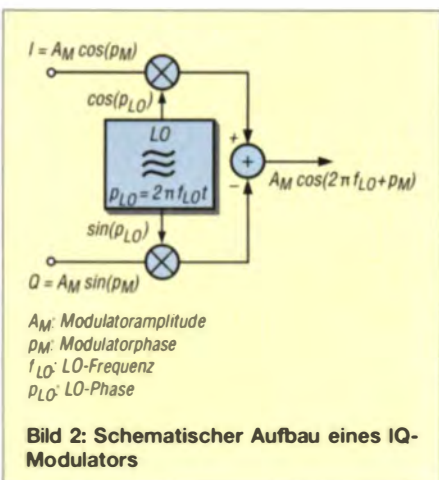 I = A_M cos(p_M)
cos(p_LO)
LO
p_LO = 2π f_LO t
+
+
−
A_M cos(2π f_LO + p_M)
sin(p_LO)
Q = A_M sin(p_M)
A_M: Modulatoramplitude
p_M: Modulatorphase
f_LO: LO-Frequenz
p_LO: LO-Phase
Bild 2: Schematischer Aufbau eines IQ-
Modulators